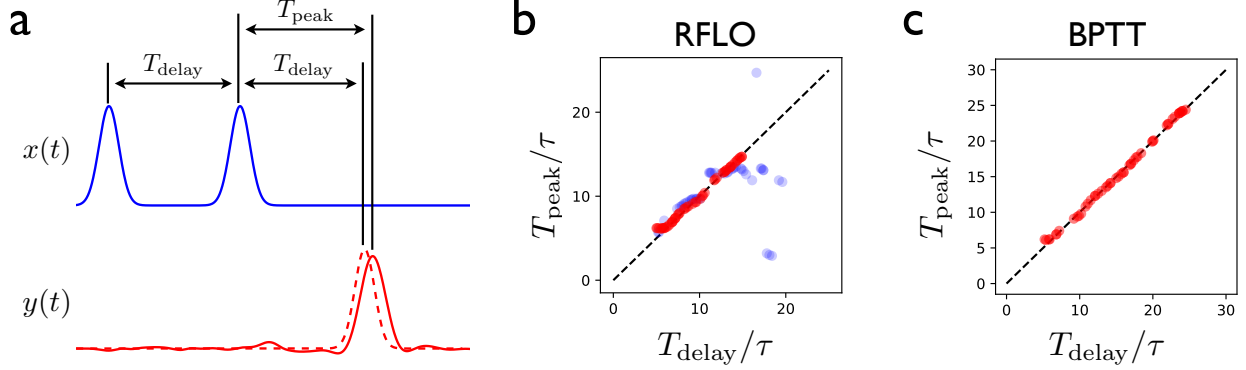 a
T_peak
T_delay
T_delay
x(t)
y(t)
b
RFLO
T_peak/τ
20
10
0
0
10
20
T_delay/τ
c
BPTT
T_peak/τ
30
25
20
15
10
5
0
0
10
20
30
T_delay/τ